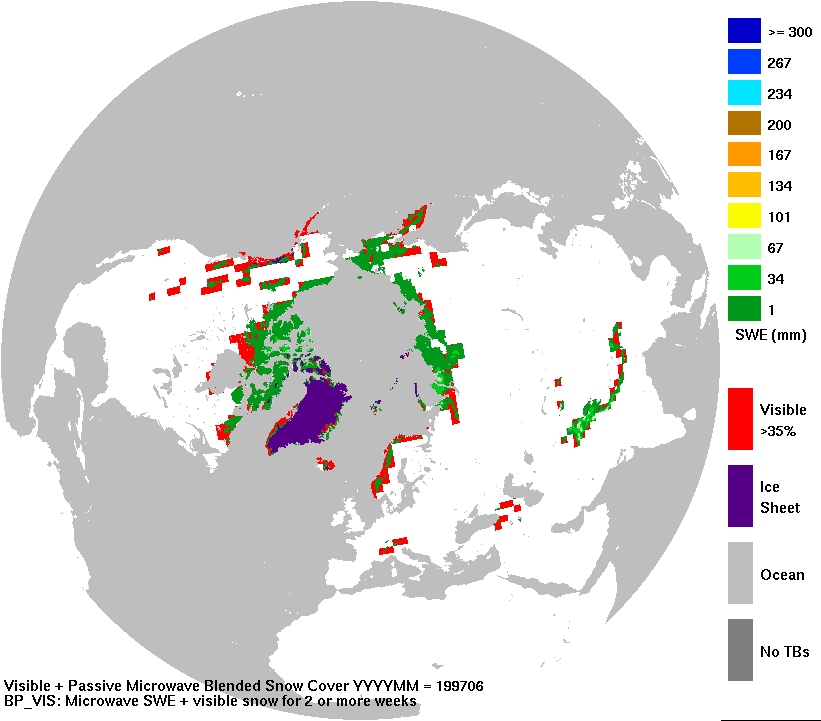 >= 300
267
234
200
167
134
101
67
34
1
SWE (mm)
Visible
>35%
Ice
Sheet
Ocean
No TBs
Visible + Passive Microwave Blended Snow Cover YYYYMM = 199706
BP_VIS: Microwave SWE + visible snow for 2 or more weeks